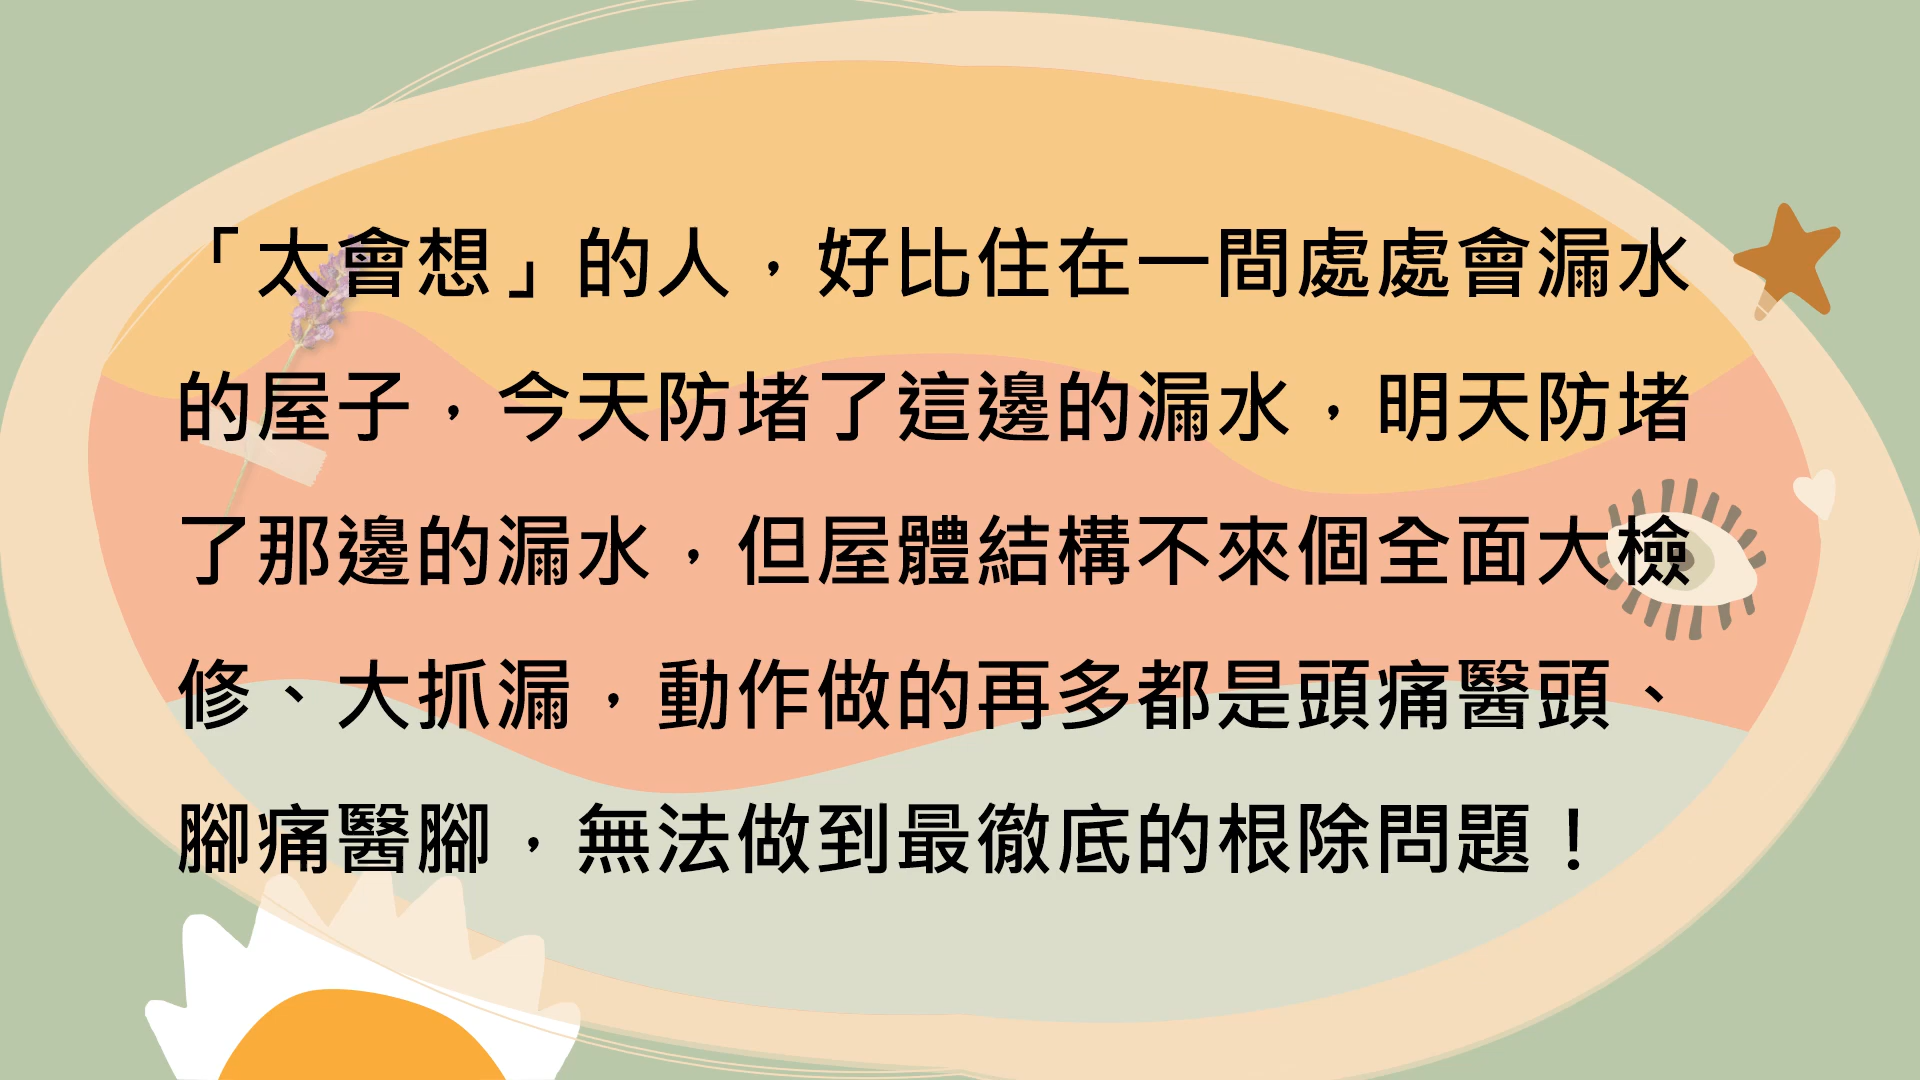 「太會想」的人，好比住在一間處處會漏水
的屋子，今天防堵了這邊的漏水，明天防堵
了那邊的漏水，但屋體結構不來個全面大檢
修、大抓漏，動作做的再多都是頭痛醫頭、
腳痛醫腳，無法做到最徹底的根除問題！